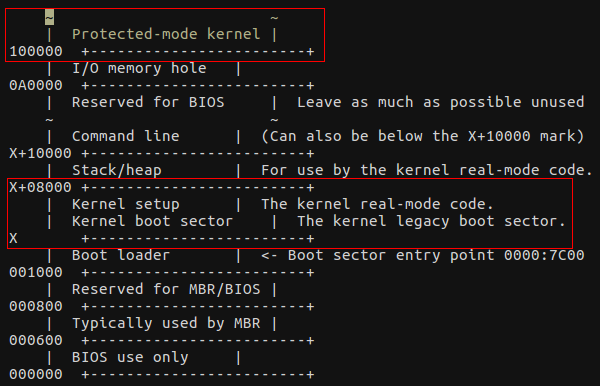 ~                        ~
|  Protected-mode kernel |
100000  +------------------------+
|  I/O memory hole   |
0A0000  +------------------------+
|  Reserved for BIOS     |  Leave as much as possible unused
~                        ~
|  Command line      |  (Can also be below the X+10000 mark)
X+10000 +------------------------+
|  Stack/heap        |  For use by the kernel real-mode code.
X+08000 +------------------------+
|  Kernel setup      |  The kernel real-mode code.
|  Kernel boot sector    |  The kernel legacy boot sector.
X       +------------------------+
|  Boot loader       |  <- Boot sector entry point 0000:7C00
001000  +------------------------+
|  Reserved for MBR/BIOS |
000800  +------------------------+
|  Typically used by MBR |
000600  +------------------------+
|  BIOS use only     |
000000  +------------------------+